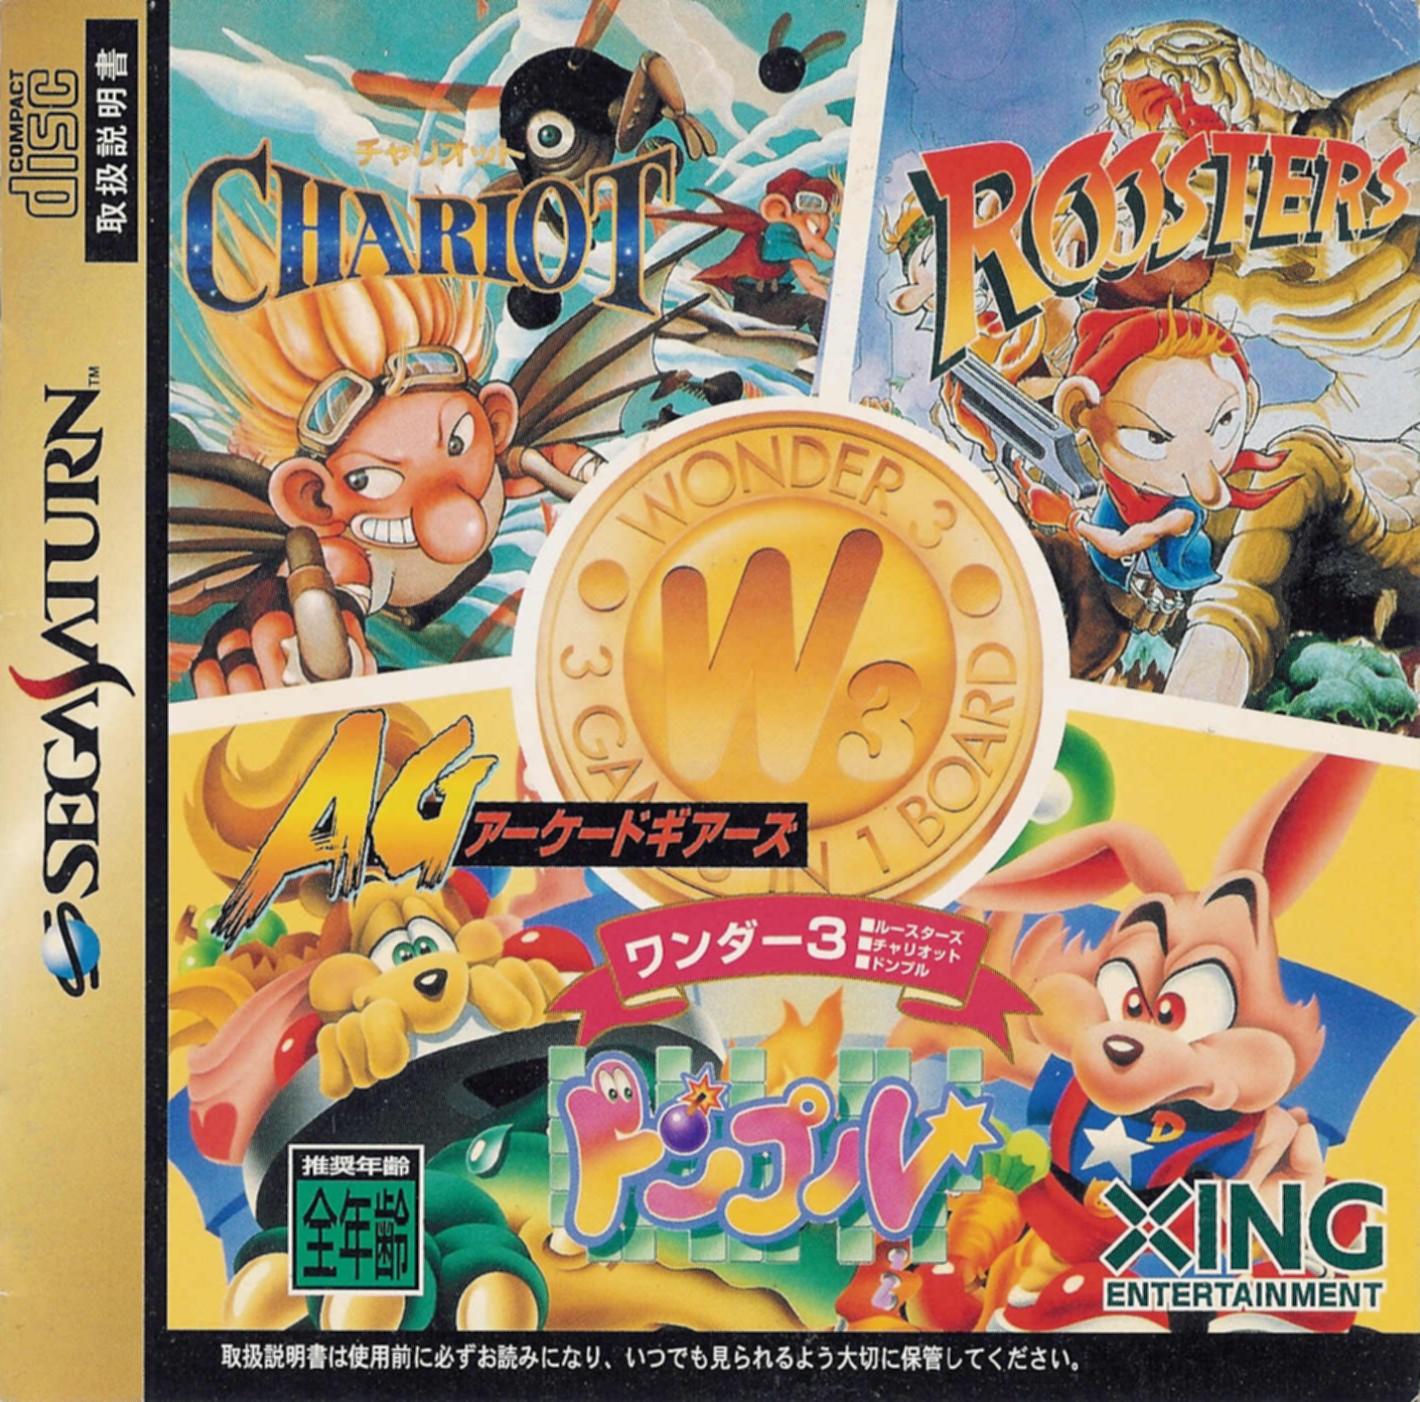 COMPACT
disc
取扱説明書
SEGA SATURN™
チャリオット
CHARIOT
ROOSTERS
WONDER 3
W3
3 GAMES IN 1 BOARD
AG
アーケードギアーズ
ワンダー3
■ルースターズ
■チャリオット
■ドンプル
ドンプル
D
推奨年齢
全年齢
XING
ENTERTAINMENT
取扱説明書は使用前に必ずお読みになり、いつでも見られるよう大切に保管してください。